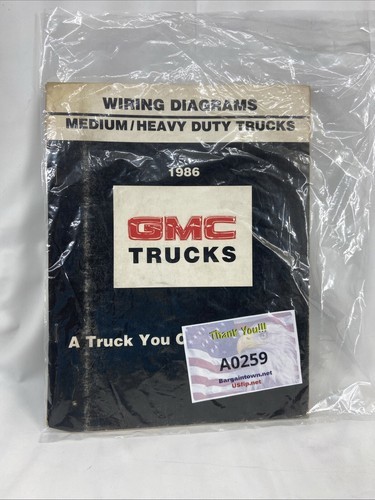 WIRING DIAGRAMS
MEDIUM/HEAVY DUTY TRUCKS
1986
GMC
TRUCKS
A Truck You
Thank You!!!
A0259
Bargaintown.net
USflip.net